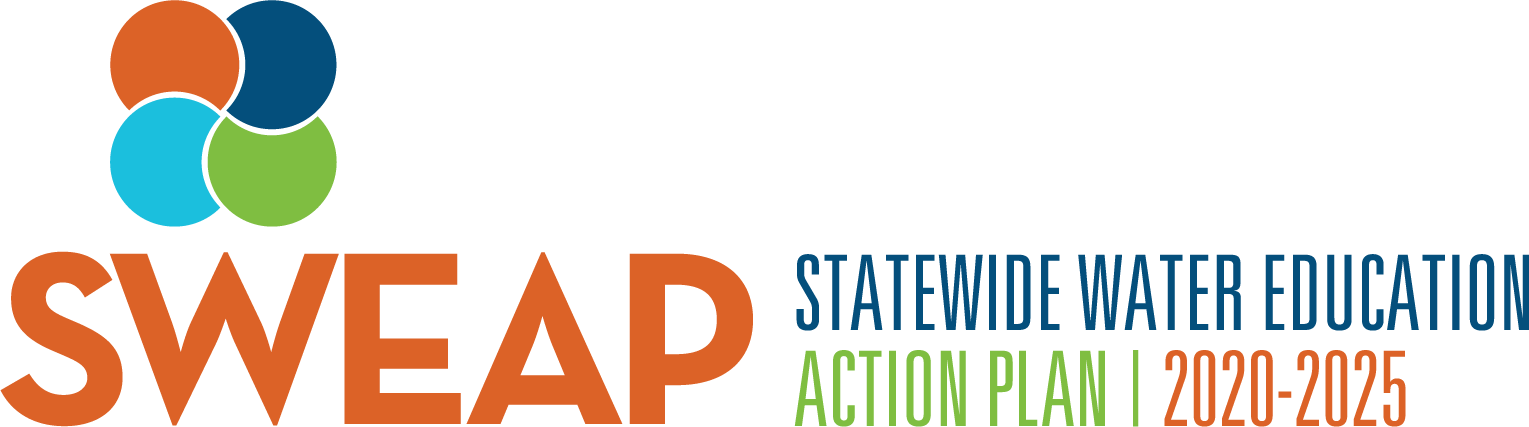 SWEAP
STATEWIDE WATER EDUCATION
ACTION PLAN | 2020-2025